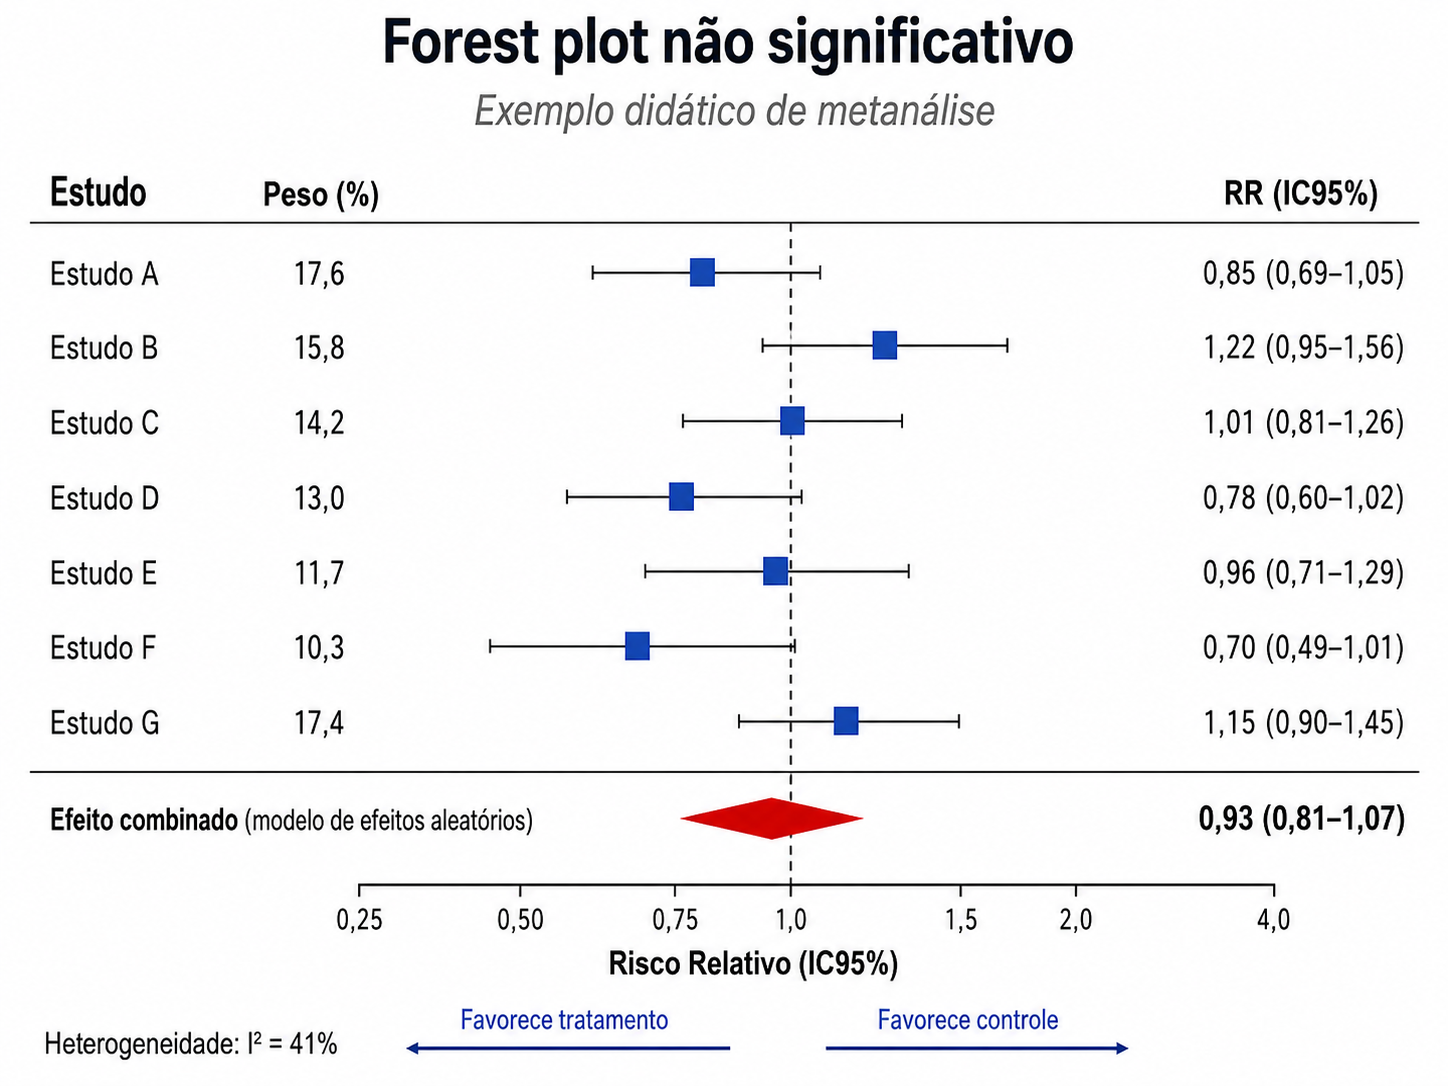 Forest plot não significativo
Exemplo didático de metanálise
Estudo Peso (%) RR (IC95%)
Estudo A 17,6 0,85 (0,69–1,05)
Estudo B 15,8 1,22 (0,95–1,56)
Estudo C 14,2 1,01 (0,81–1,26)
Estudo D 13,0 0,78 (0,60–1,02)
Estudo E 11,7 0,96 (0,71–1,29)
Estudo F 10,3 0,70 (0,49–1,01)
Estudo G 17,4 1,15 (0,90–1,45)
Efeito combinado (modelo de efeitos aleatórios) 0,93 (0,81–1,07)
0,25 0,50 0,75 1,0 1,5 2,0 4,0
Risco Relativo (IC95%)
Favorece tratamento Favorece controle
Heterogeneidade: I² = 41%